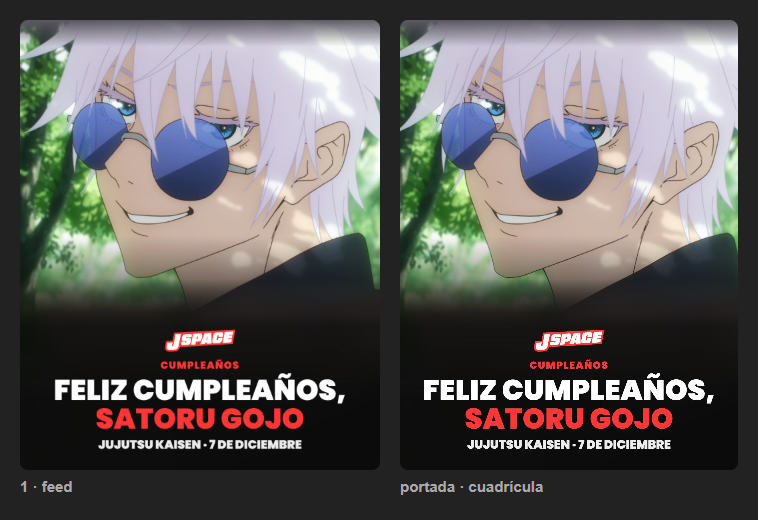 JSPACE
CUMPLEAÑOS
FELIZ CUMPLEAÑOS,
SATORU GOJO
JUJUTSU KAISEN · 7 DE DICIEMBRE
1 · feed
JSPACE
CUMPLEAÑOS
FELIZ CUMPLEAÑOS,
SATORU GOJO
JUJUTSU KAISEN · 7 DE DICIEMBRE
portada · cuadrícula